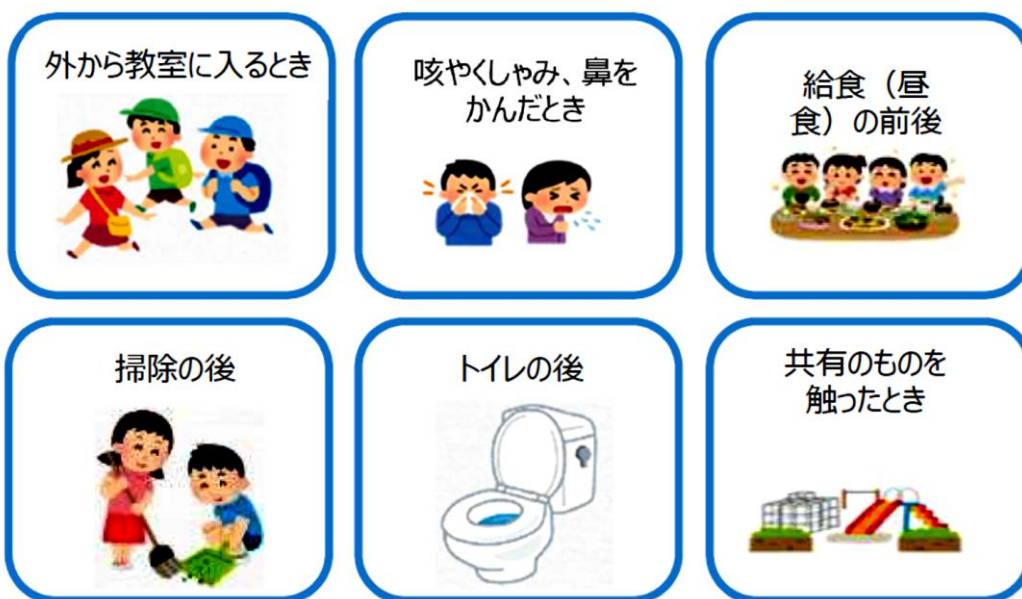 外から教室に入るとき
咳やくしゃみ、鼻を
かんだとき
給食（昼
食）の前後
掃除の後
トイレの後
共有のものを
触ったとき